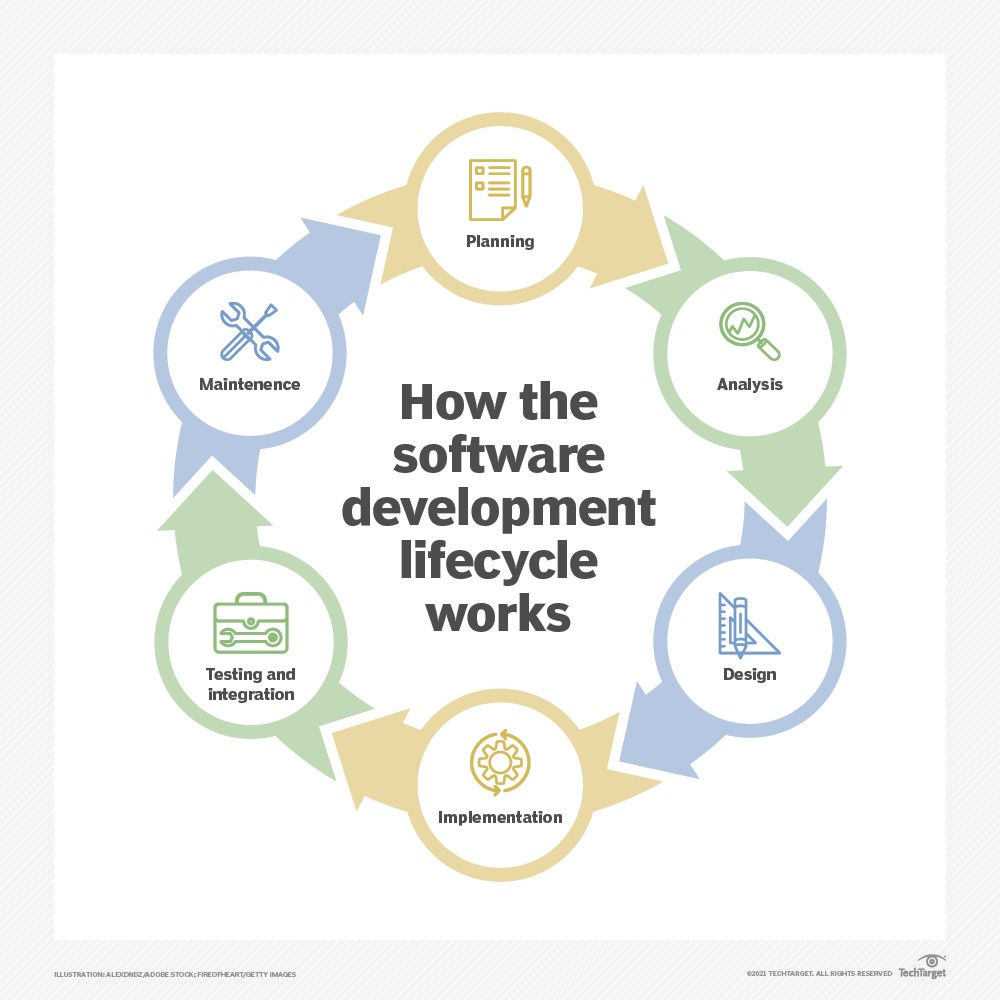 Planning
Analysis
Design
Implementation
Testing and
integration
Maintenence
How the
software
development
lifecycle
works
ILLUSTRATION: ALEXDNDZ/ADOBE STOCK; FIREOFHEART/GETTY IMAGES
©2021 TECHTARGET. ALL RIGHTS RESERVED
TechTarget